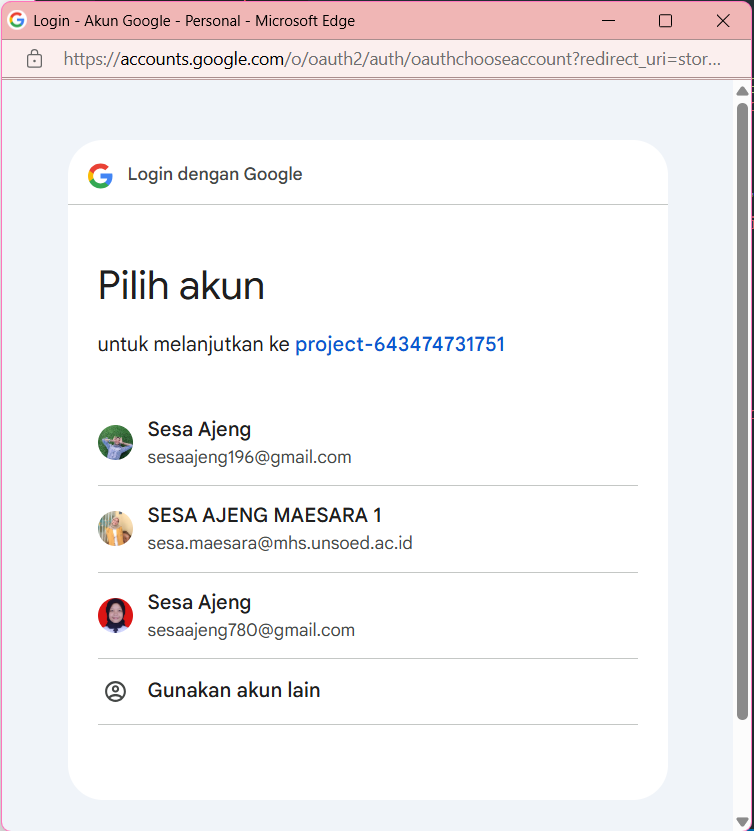 Login - Akun Google - Personal - Microsoft Edge
https://accounts.google.com/o/oauth2/auth/oauthchooseaccount?redirect_uri=stor...
Login dengan Google
Pilih akun
untuk melanjutkan ke project-643474731751
Sesa Ajeng
sesaajeng196@gmail.com
SESA AJENG MAESARA 1
sesa.maesara@mhs.unsoed.ac.id
Sesa Ajeng
sesaajeng780@gmail.com
Gunakan akun lain